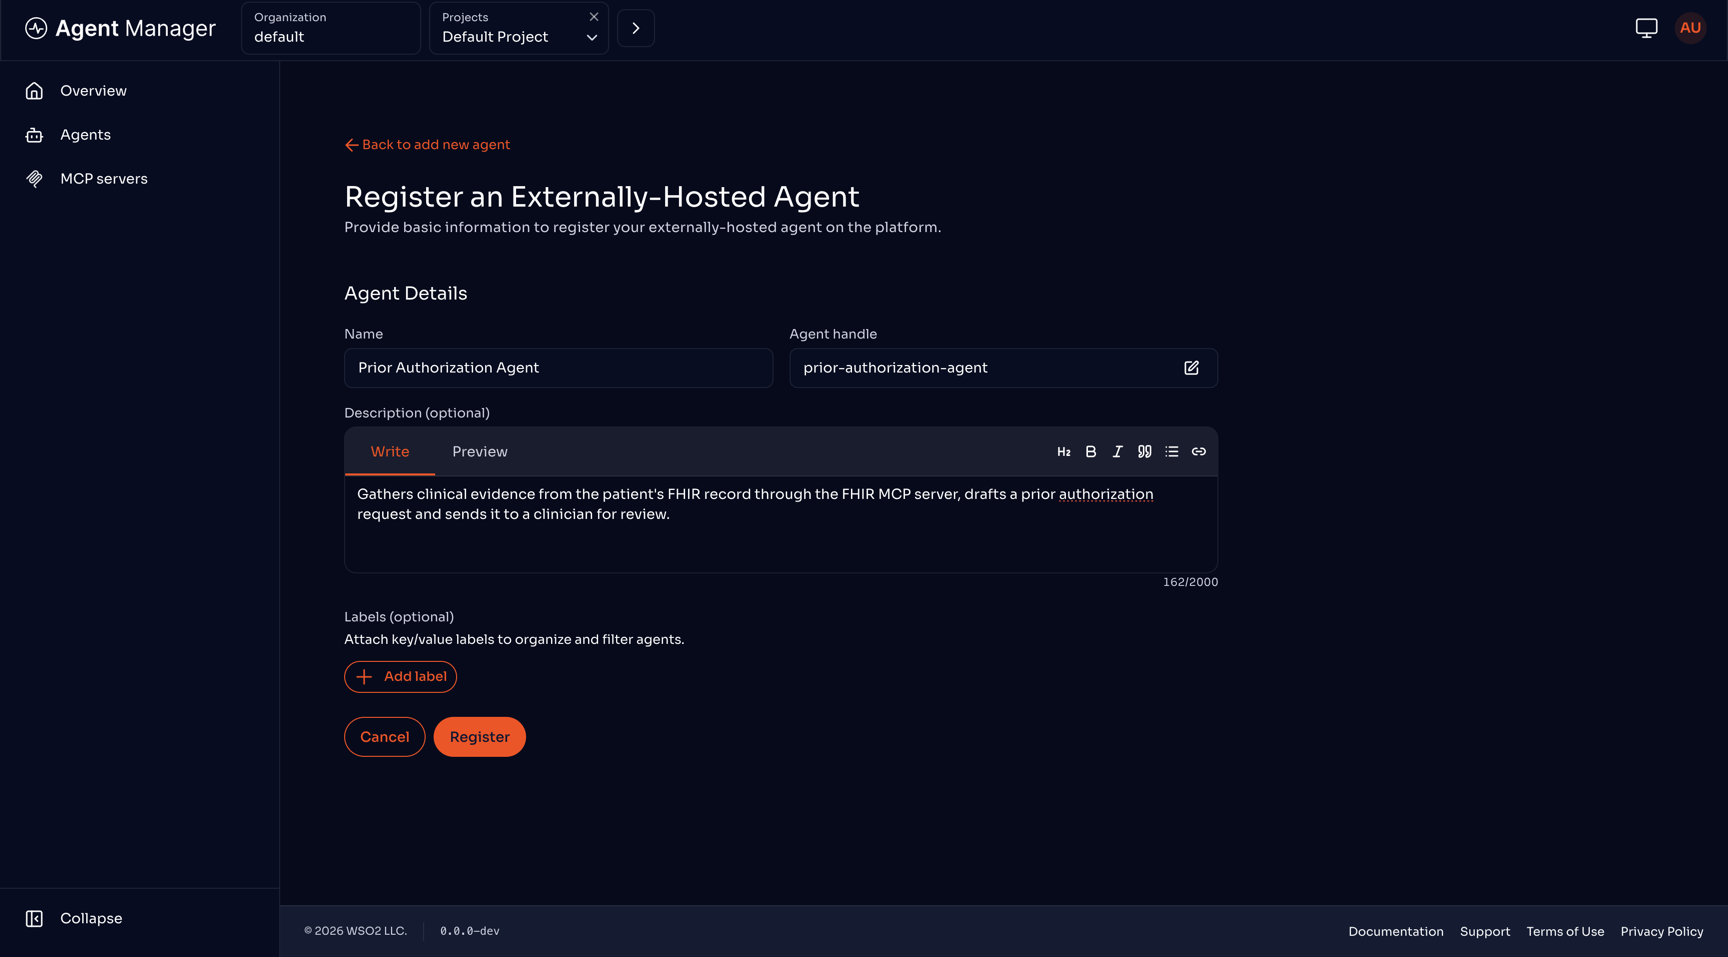 Agent Manager
Organization
default
Projects
Default Project
AU
Overview
Agents
MCP servers
Back to add new agent
Register an Externally-Hosted Agent
Provide basic information to register your externally-hosted agent on the platform.
Agent Details
Name
Agent handle
Prior Authorization Agent
prior-authorization-agent
Description (optional)
Write
Preview
H2
B
I
Gathers clinical evidence from the patient's FHIR record through the FHIR MCP server, drafts a prior authorization
request and sends it to a clinician for review.
162/2000
Labels (optional)
Attach key/value labels to organize and filter agents.
Add label
Cancel
Register
Collapse
© 2026 WSO2 LLC.
0.0.0-dev
Documentation
Support
Terms of Use
Privacy Policy